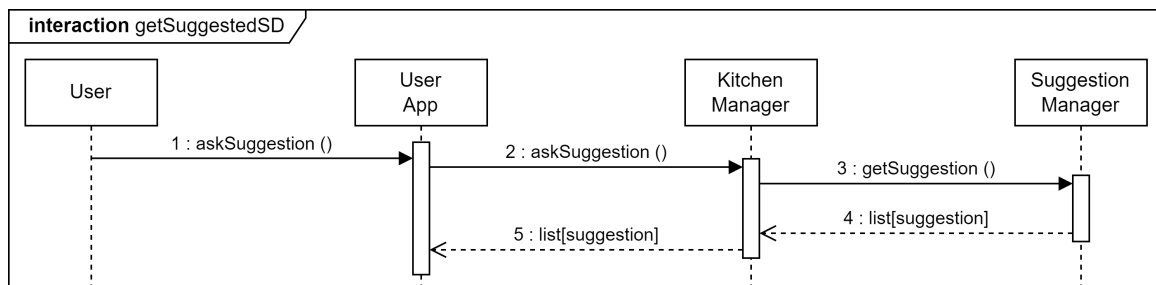 interaction getSuggestedSD
User
User
App
Kitchen
Manager
Suggestion
Manager
1 : askSuggestion ()
2 : askSuggestion ()
3 : getSuggestion ()
4 : list[suggestion]
5 : list[suggestion]